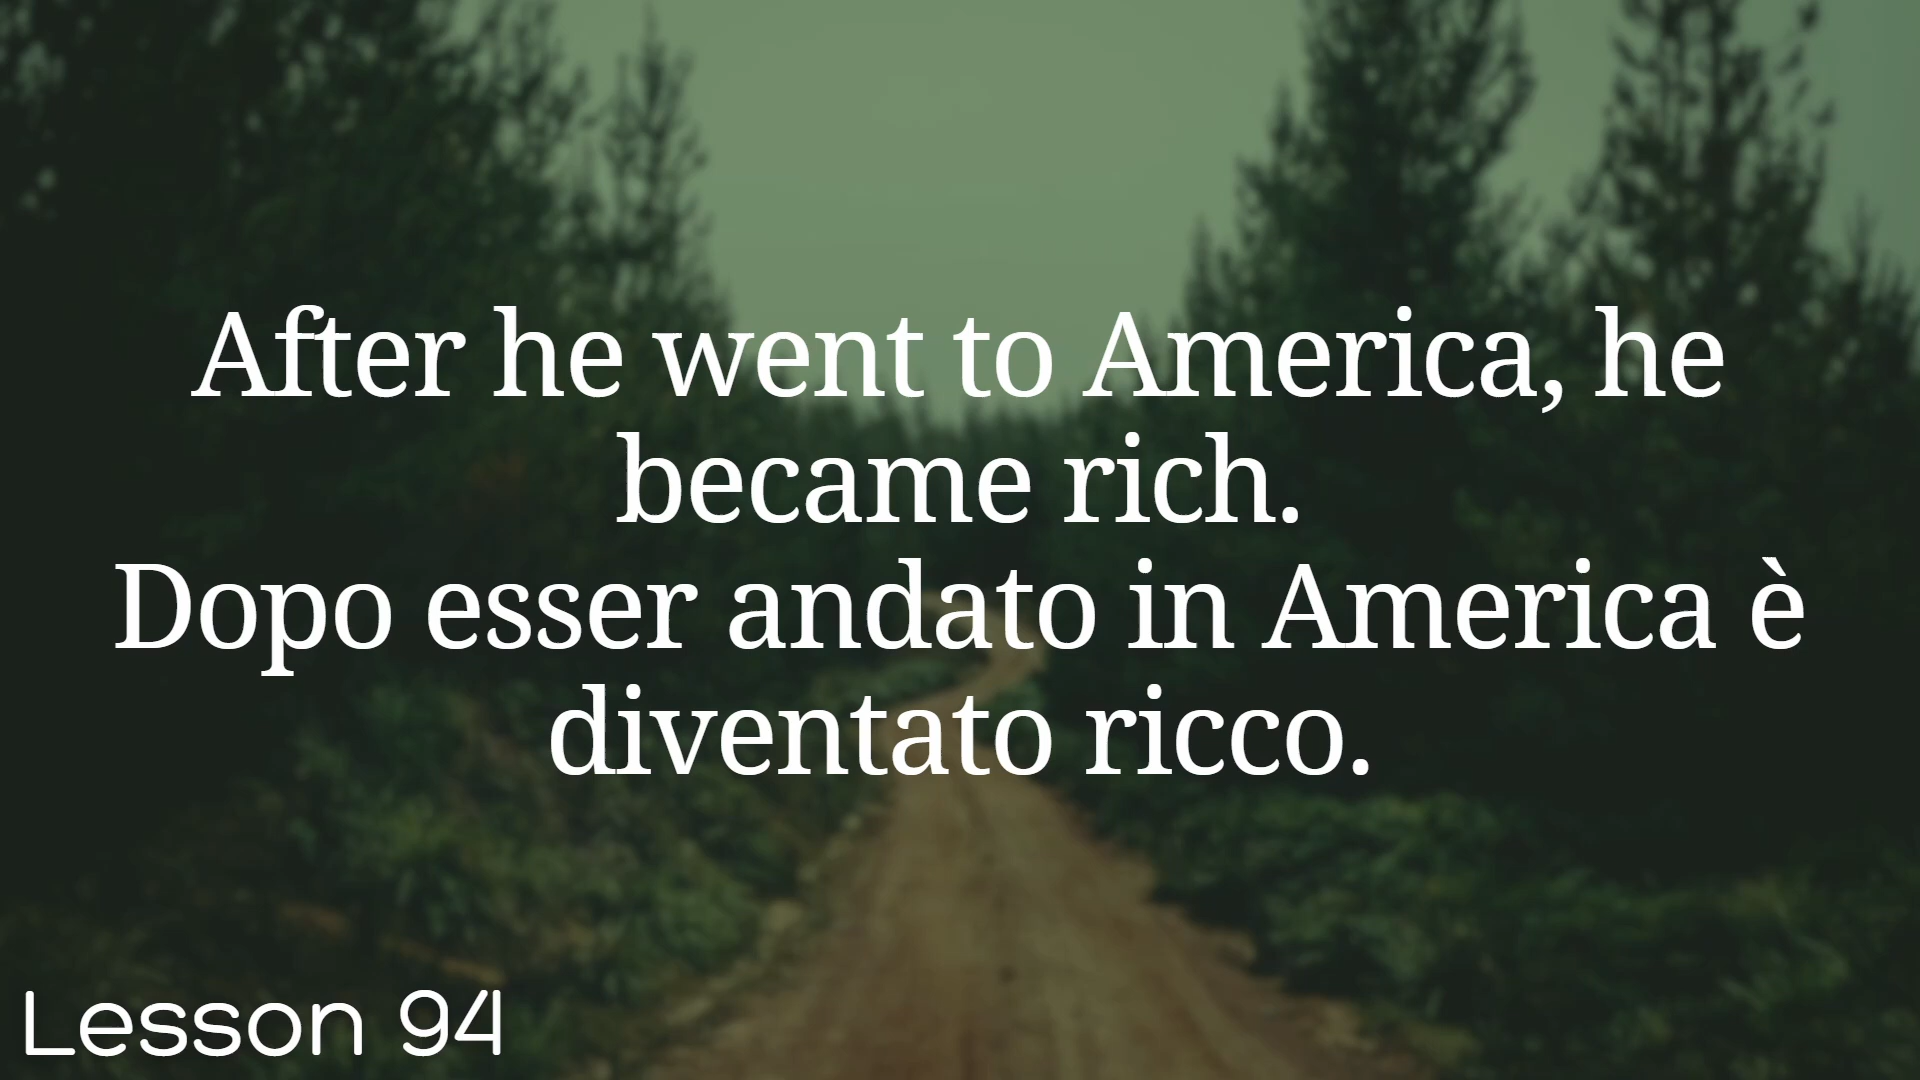 After he went to America, he
became rich.
Dopo esser andato in America è
diventato ricco.
Lesson 94